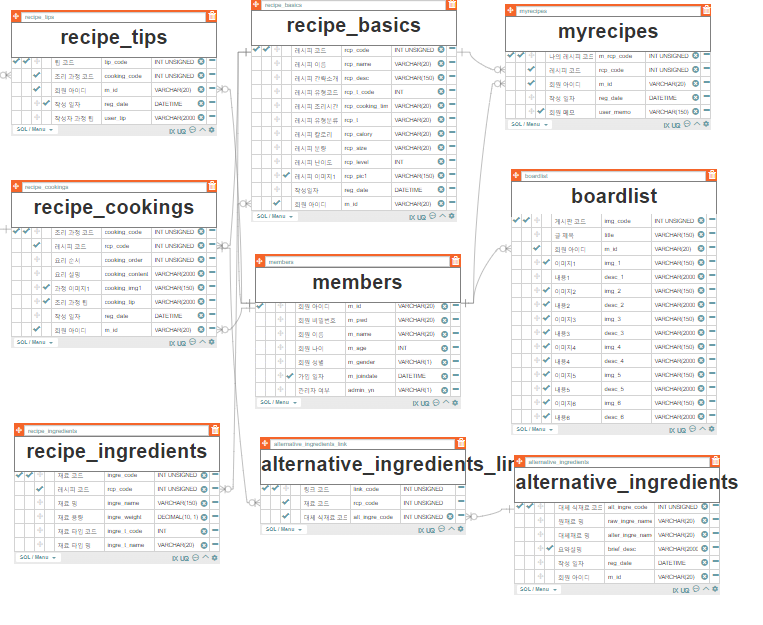 recipe_tips
recipe_tips
팁 코드 tip_code INT UNSIGNED
조리 과정 코드 cooking_code INT UNSIGNED
회원 아이디 m_id VARCHAR(20)
작성 일자 reg_date DATETIME
작성자 과정 팁 user_tip VARCHAR(2000
SQL / Menu IX UQ
recipe_cookings
recipe_cookings
조리 과정 코드 cooking_code INT UNSIGNED
레시피 코드 rcp_code INT UNSIGNED
요리 순서 cooking_order INT UNSIGNED
요리 설명 cooking_content VARCHAR(2000
과정 이미지1 cooking_img1 VARCHAR(150)
조리 과정 팁 cooking_tip VARCHAR(2000
작성 일자 reg_date DATETIME
회원 아이디 m_id VARCHAR(20)
SQL / Menu IX UQ
recipe_ingredients
recipe_ingredients
재료 코드 ingre_code INT UNSIGNED
레시피 코드 rcp_code INT UNSIGNED
재료 명 ingre_name VARCHAR(150)
재료 용량 ingre_weight DECIMAL(10, 1)
재료 타입 코드 ingre_t_code INT
재료 타입 명 ingre_t_name VARCHAR(20)
SQL / Menu IX UQ
recipe_basics
recipe_basics
레시피 코드 rcp_code INT UNSIGNED
레시피 이름 rcp_name VARCHAR(20)
레시피 간략소개 rcp_desc VARCHAR(150)
레시피 유형코드 rcp_t_code INT
레시피 조리시간 rcp_cooking_tim VARCHAR(20)
레시피 유형분류 rcp_t VARCHAR(20)
레시피 칼로리 rcp_calory VARCHAR(20)
레시피 분량 rcp_size VARCHAR(20)
레시피 난이도 rcp_level INT
레시피 이미지1 rcp_pic1 VARCHAR(150)
작성일자 reg_date DATETIME
회원 아이디 m_id VARCHAR(20)
SQL / Menu IX UQ
members
members
회원 아이디 m_id VARCHAR(20)
회원 비밀번호 m_pwd VARCHAR(20)
회원 이름 m_name VARCHAR(20)
회원 나이 m_age INT
회원 성별 m_gender VARCHAR(1)
가입 일자 m_joindate DATETIME
관리자 여부 admin_yn VARCHAR(1)
SQL / Menu IX UQ
alternative_ingredients_link
alternative_ingredients_lin
링크 코드 link_code INT UNSIGNED
재료 코드 rcp_code INT UNSIGNED
대체 식재료 코드 alt_ingre_code INT UNSIGNED
SQL / Menu IX UQ
myrecipes
myrecipes
나의 레시피 코드 m_rcp_code INT UNSIGNED
레시피 코드 rcp_code INT UNSIGNED
회원 아이디 m_id VARCHAR(20)
작성 일자 reg_date DATETIME
회원 메모 user_memo VARCHAR(150)
SQL / Menu IX UQ
boardlist
boardlist
게시판 코드 img_code INT UNSIGNED
글 제목 title VARCHAR(150)
회원 아이디 m_id VARCHAR(20)
이미지1 img_1 VARCHAR(150)
내용1 desc_1 VARCHAR(2000
이미지2 img_2 VARCHAR(150)
내용2 desc_2 VARCHAR(2000
이미지3 img_3 VARCHAR(150)
내용3 desc_3 VARCHAR(2000
이미지4 img_4 VARCHAR(150)
내용4 desc_4 VARCHAR(2000
이미지5 img_5 VARCHAR(150)
내용5 desc_5 VARCHAR(2000
이미지6 img_6 VARCHAR(150)
내용6 desc_6 VARCHAR(2000
SQL / Menu IX UQ
alternative_ingredients
alternative_ingredients
대체 식재료 코드 alt_ingre_code INT UNSIGNED
원재료 명 raw_ingre_name VARCHAR(20)
대체재료 명 alter_ingre_nam VARCHAR(20)
요약설명 brief_desc VARCHAR(2000
작성 일자 reg_date DATETIME
회원 아이디 m_id VARCHAR(20)
SQL / Menu IX UQ